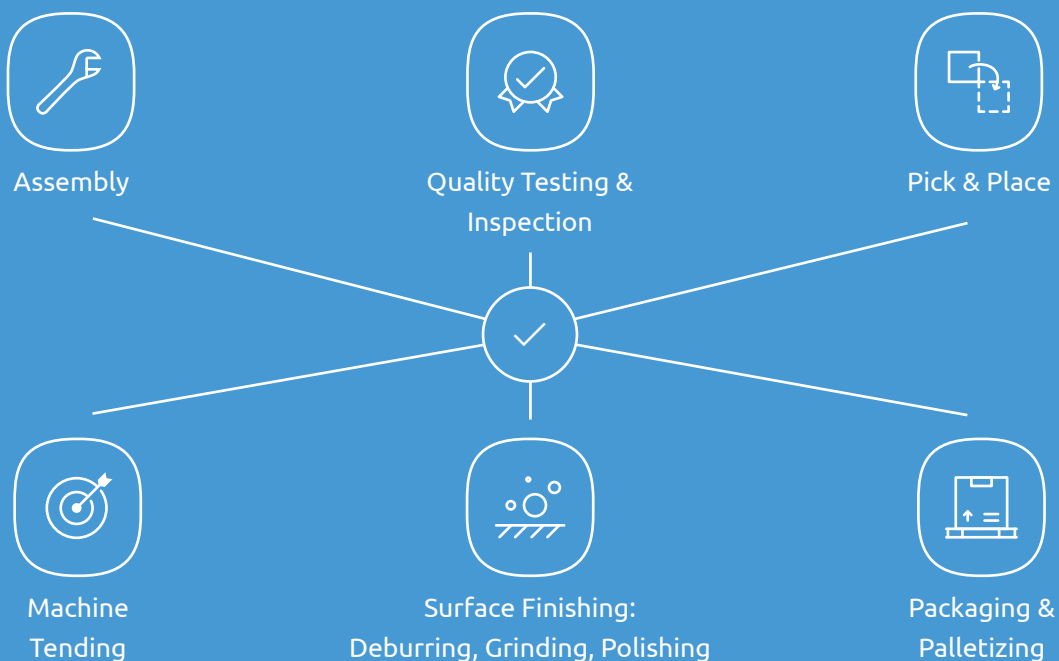 Assembly
Quality Testing &
Inspection
Pick & Place
Machine
Tending
Surface Finishing:
Deburring, Grinding, Polishing
Packaging &
Palletizing